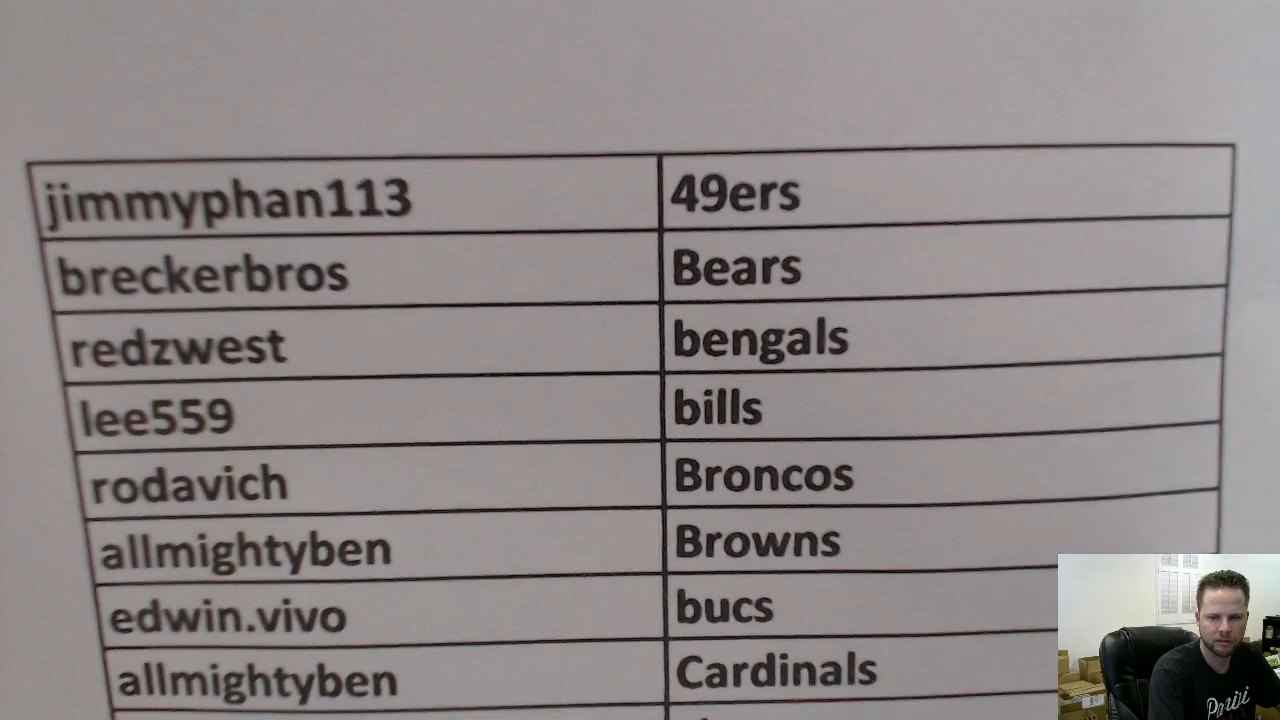 jimmyphan113 49ers
breckerbros Bears
redzwest bengals
lee559 bills
rodavich Broncos
allmightyben Browns
edwin.vivo bucs
allmightyben Cardinals